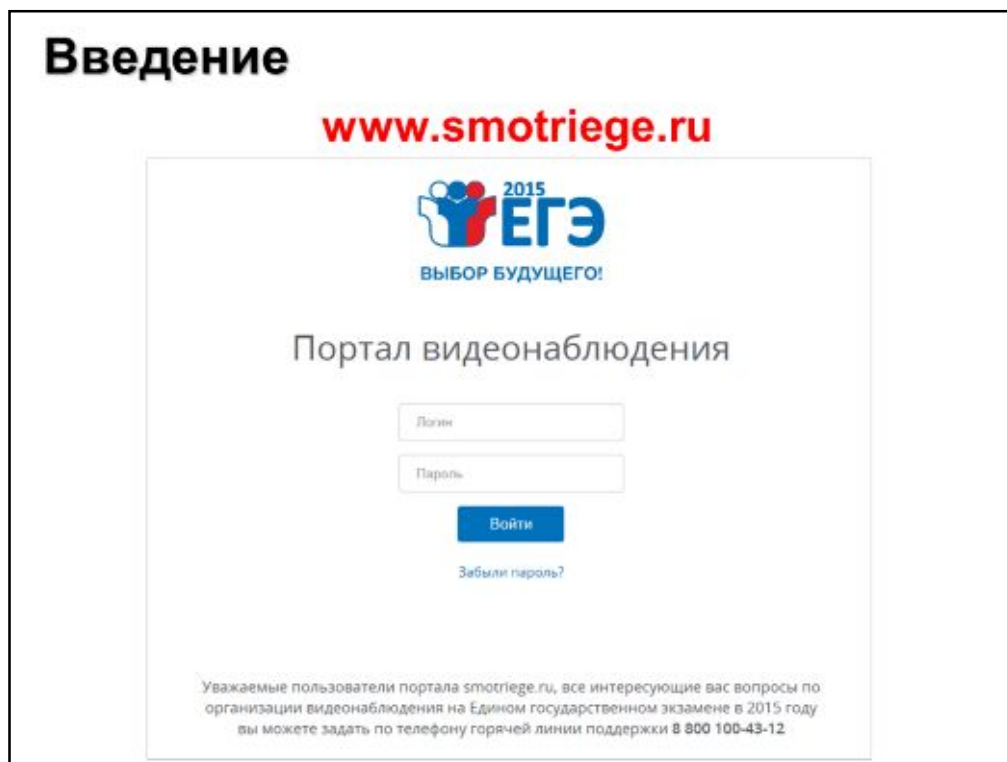 Введение
www.smotriege.ru
2015
ЕГЭ
ВЫБОР БУДУЩЕГО!
Портал видеонаблюдения
Логин
Пароль
Войти
Забыли пароль?
Уважаемые пользователи портала smotriege.ru, все интересующие вас вопросы по
организации видеонаблюдения на Едином государственном экзамене в 2015 году
вы можете задать по телефону горячей линии поддержки 8 800 100-43-12